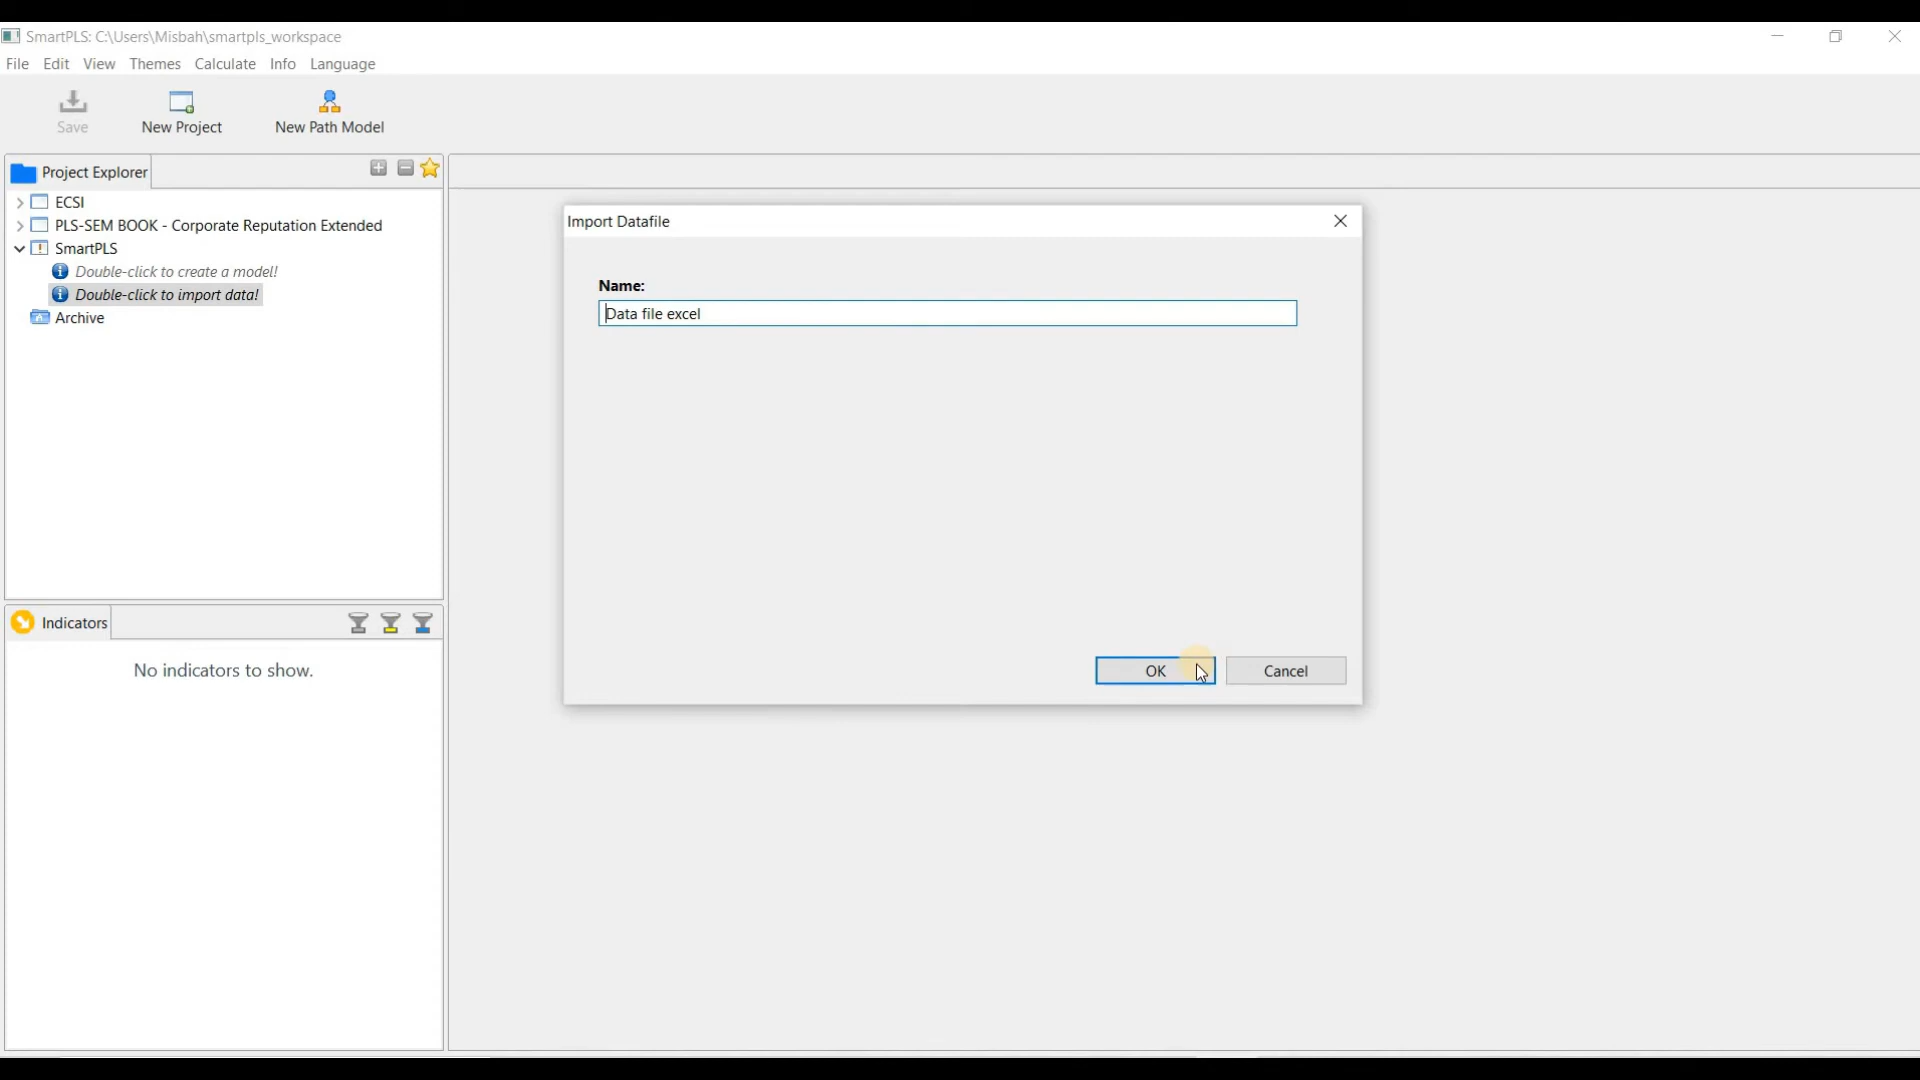 SmartPLS: C:\Users\Misbah\smartpls_workspace
File Edit View Themes Calculate Info Language
Save New Project New Path Model
Project Explorer
ECSI
PLS-SEM BOOK - Corporate Reputation Extended
SmartPLS
Double-click to create a model!
Double-click to import data!
Archive
Import Datafile
Name:
Data file excel
OK Cancel
Indicators
No indicators to show.